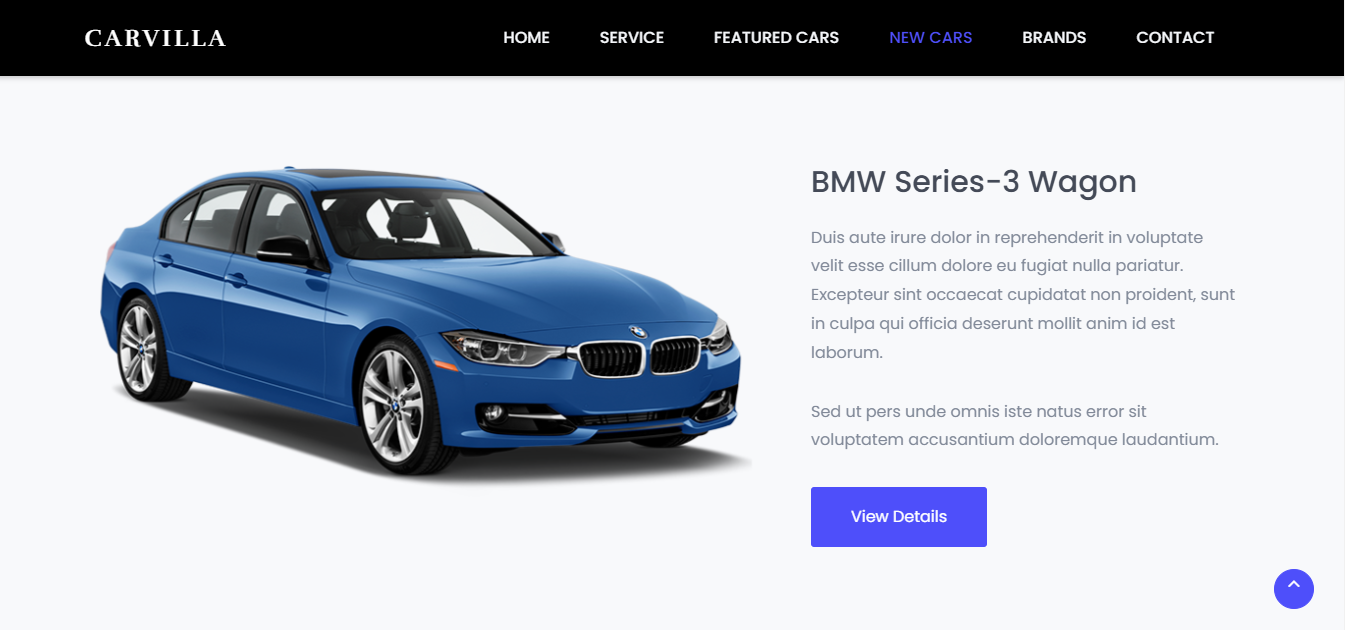 CARVILLA
HOME SERVICE FEATURED CARS NEW CARS BRANDS CONTACT
BMW Series-3 Wagon
Duis aute irure dolor in reprehenderit in voluptate
velit esse cillum dolore eu fugiat nulla pariatur.
Excepteur sint occaecat cupidatat non proident, sunt
in culpa qui officia deserunt mollit anim id est
laborum.
Sed ut pers unde omnis iste natus error sit
voluptatem accusantium doloremque laudantium.
View Details